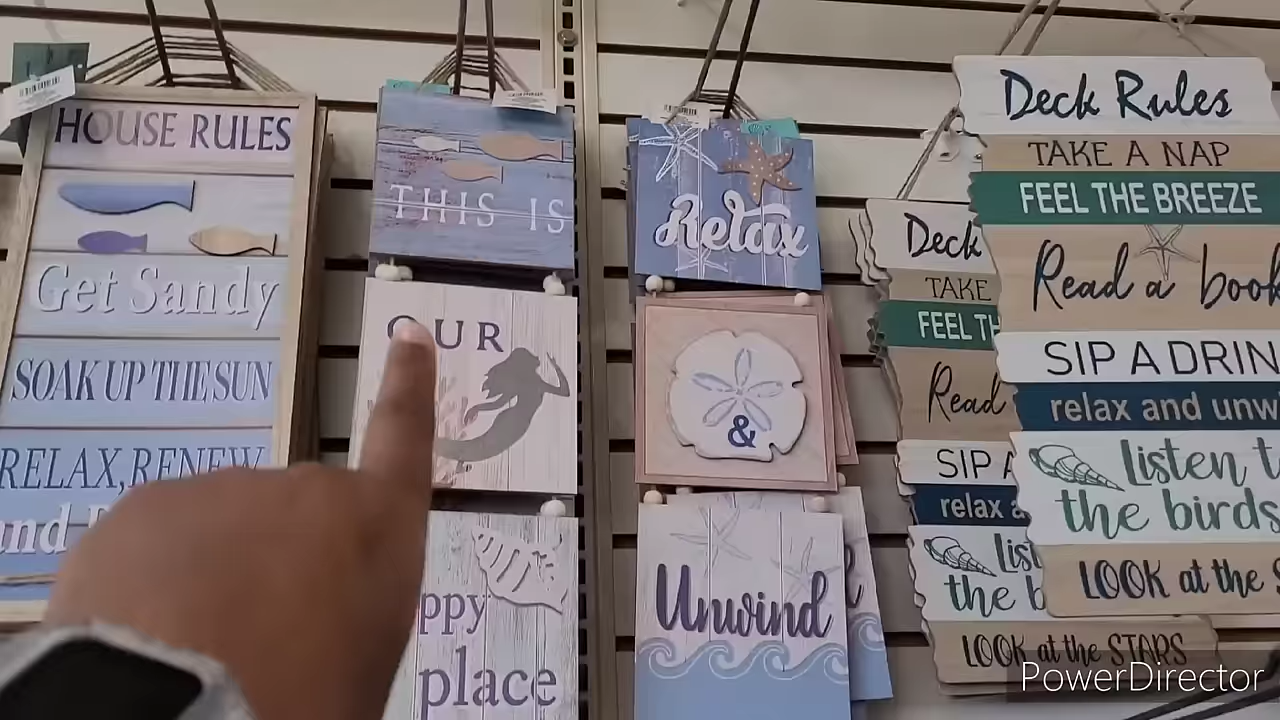 HOUSE RULES
Get Sandy
SOAK UP THE SUN
RELAX, RENEW
THIS IS
OUR
place
Relax
&
Unwind
Deck
TAKE
Read
SIP
relax
the
LOOK at the STARS
Deck Rules
TAKE A NAP
FEEL THE BREEZE
Read a book
SIP A DRIN
relax and unw
Listen t
the birds
LOOK at the S
PowerDirector